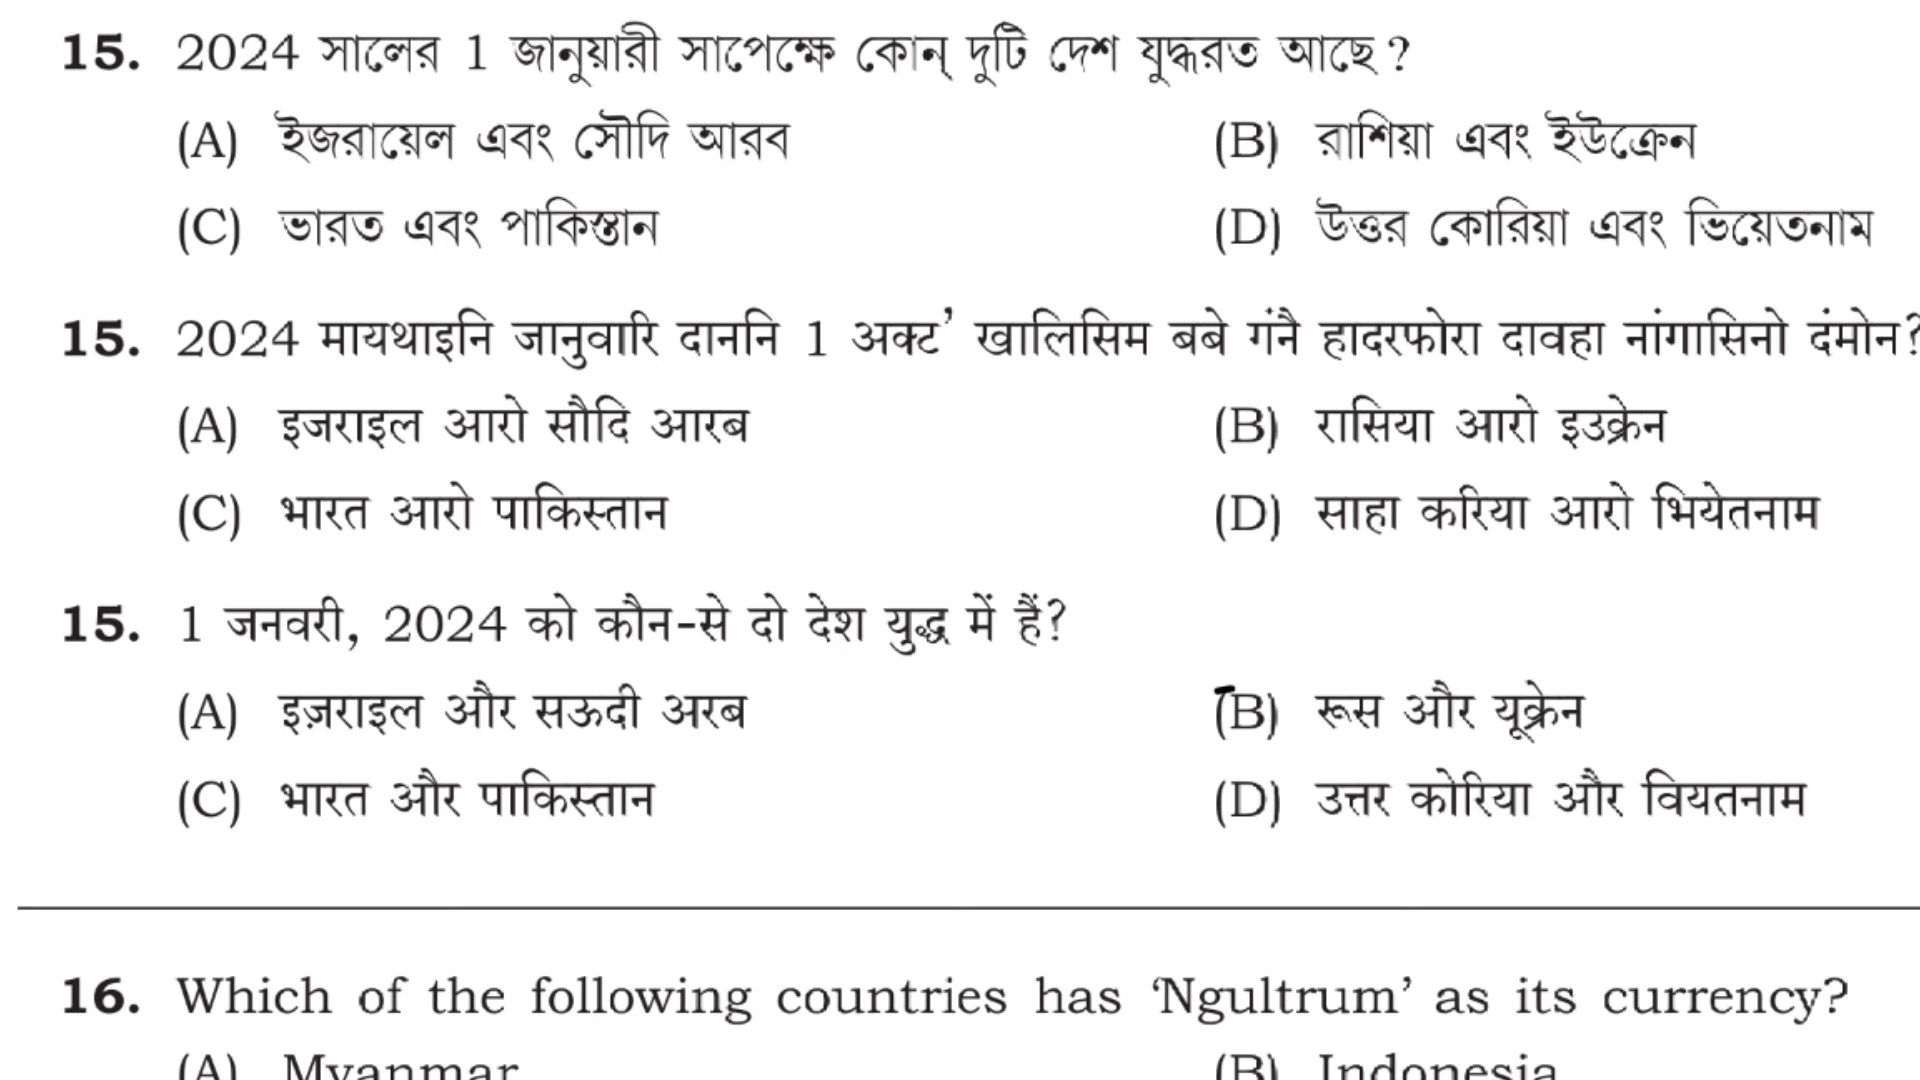 15. 2024 সালের 1 জানুয়ারী সাপেক্ষে কোন্ দুটি দেশ যুদ্ধরত আছে?
(A) ইজরায়েল এবং সৌদি আরব (B) রাশিয়া এবং ইউক্রেন
(C) ভারত এবং পাকিস্তান (D) উত্তর কোরিয়া এবং ভিয়েতনাম
15. 2024 मायथाइनि जानुवारि दाननि 1 अक्ट' खालिसिम बबे गंनै हादरफोरा दावहा नांगासिनो दंमोन?
(A) इजराइल आरो सौदि आरब (B) रासिया आरो इउक्रेन
(C) भारत आरो पाकिस्तान (D) साहा करिया आरो भियेतनाम
15. 1 जनवरी, 2024 को कौन-से दो देश युद्ध में हैं?
(A) इज़राइल और सऊदी अरब (B) रूस और यूक्रेन
(C) भारत और पाकिस्तान (D) उत्तर कोरिया और वियतनाम
16. Which of the following countries has ‘Ngultrum’ as its currency?
(A) Myanmar (B) Indonesia